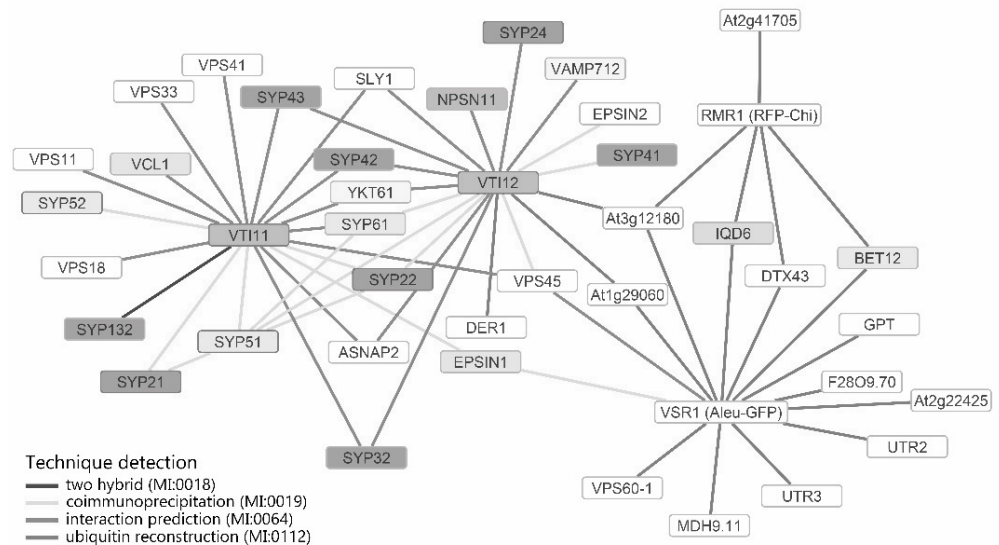 At2g41705
SYP24
VPS41
SLY1
VAMP712
VPS33
SYP43
NPSN11
EPSIN2
RMR1 (RFP-Chi)
VPS11
VCL1
SYP42
SYP41
VTI12
YKT61
SYP52
SYP61
At3g12180
VTI11
IQD6
BET12
VPS18
SYP22
VPS45
DTX43
At1g29060
SYP132
DER1
GPT
SYP51
ASNAP2
EPSIN1
SYP21
F28O9.70
At2g22425
VSR1 (Aleu-GFP)
UTR2
SYP32
VPS60-1
UTR3
MDH9.11
Technique detection
two hybrid (MI:0018)
coimmunoprecipitation (MI:0019)
interaction prediction (MI:0064)
ubiquitin reconstruction (MI:0112)